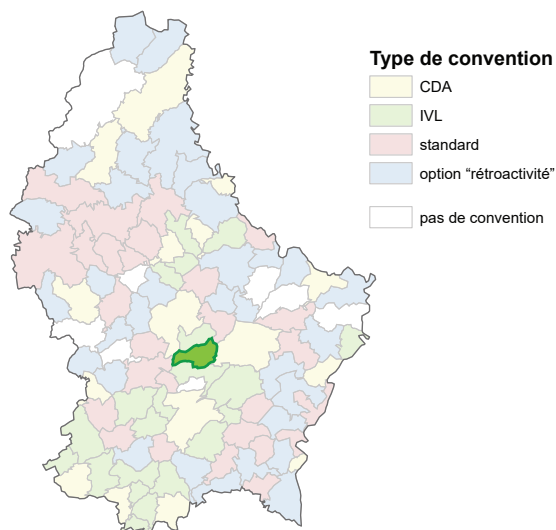 Type de convention
CDA
IVL
standard
option “rétroactivité”
pas de convention